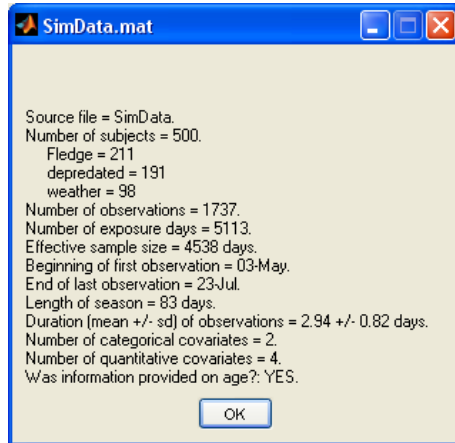 SimData.mat
Source file = SimData.
Number of subjects = 500.
Fledge = 211
depredated = 191
weather = 98
Number of observations = 1737.
Number of exposure days = 5113.
Effective sample size = 4538 days.
Beginning of first observation = 03-May.
End of last observation = 23-Jul.
Length of season = 83 days.
Duration (mean +/- sd) of observations = 2.94 +/- 0.82 days.
Number of categorical covariates = 2.
Number of quantitative covariates = 4.
Was information provided on age?: YES.
OK